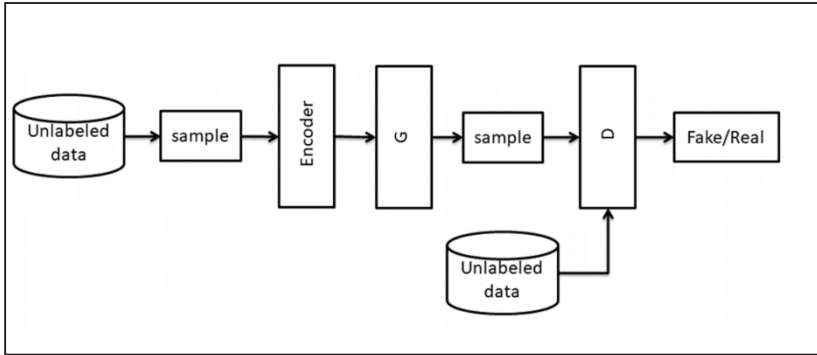 Unlabeled
data
sample
Encoder
G
sample
D
Fake/Real
Unlabeled
data